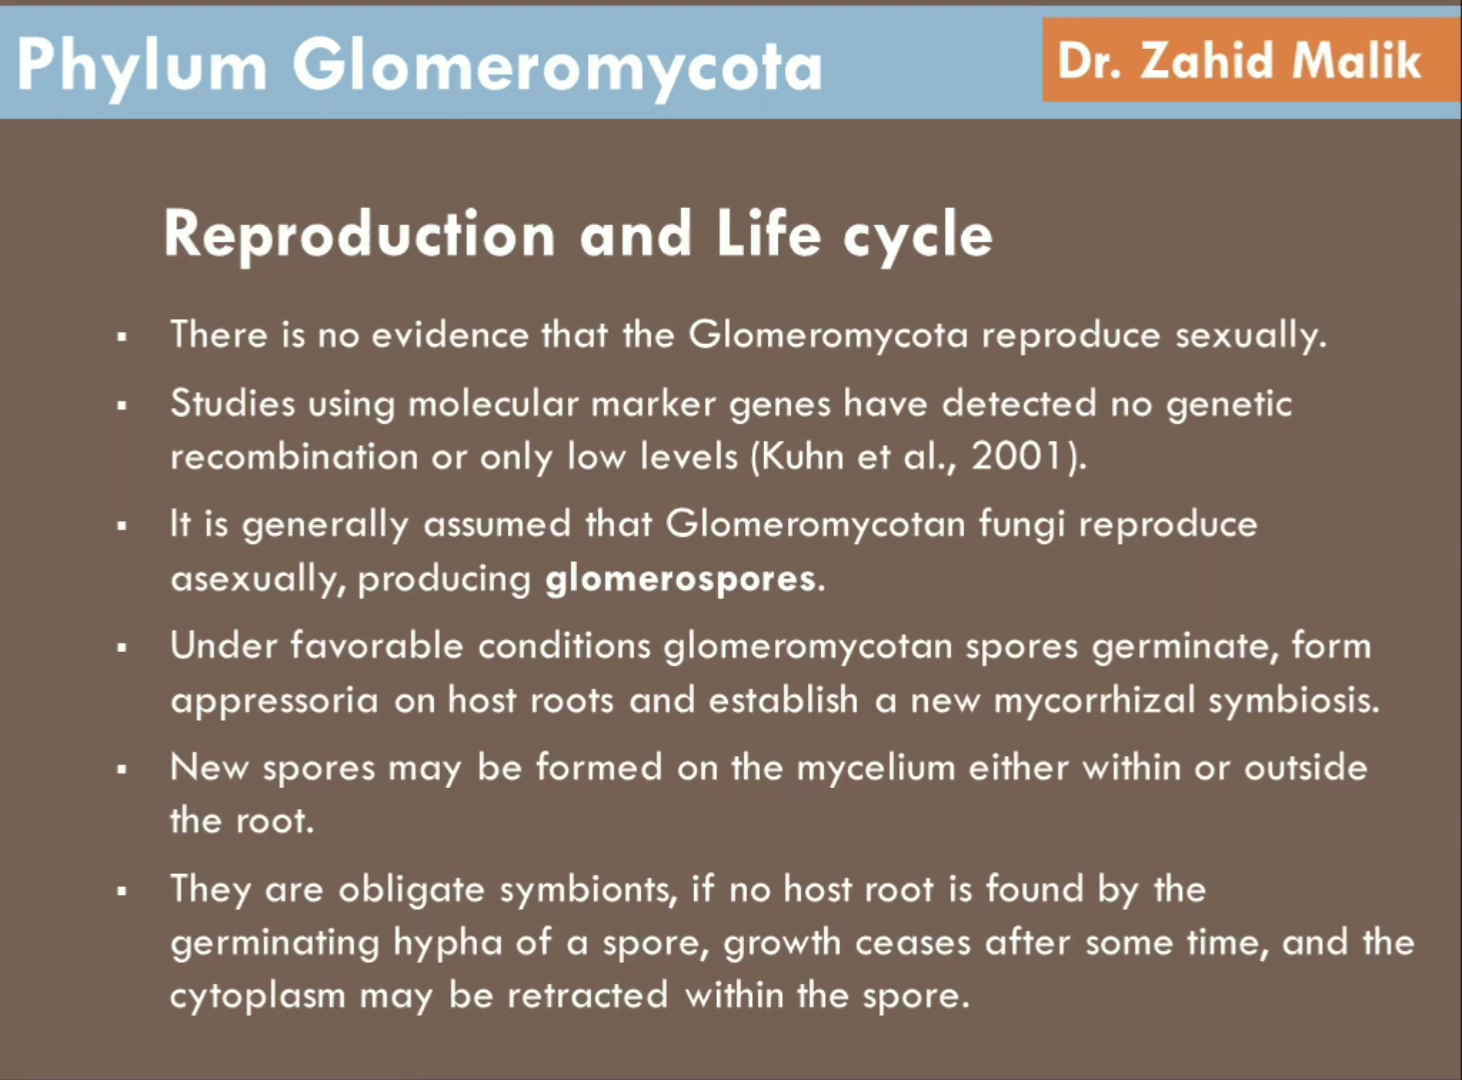 Phylum Glomeromycota
Dr. Zahid Malik
Reproduction and Life cycle
▪ There is no evidence that the Glomeromycota reproduce sexually.
▪ Studies using molecular marker genes have detected no genetic
recombination or only low levels (Kuhn et al., 2001).
▪ It is generally assumed that Glomeromycotan fungi reproduce
asexually, producing glomerospores.
▪ Under favorable conditions glomeromycotan spores germinate, form
appressoria on host roots and establish a new mycorrhizal symbiosis.
▪ New spores may be formed on the mycelium either within or outside
the root.
▪ They are obligate symbionts, if no host root is found by the
germinating hypha of a spore, growth ceases after some time, and the
cytoplasm may be retracted within the spore.